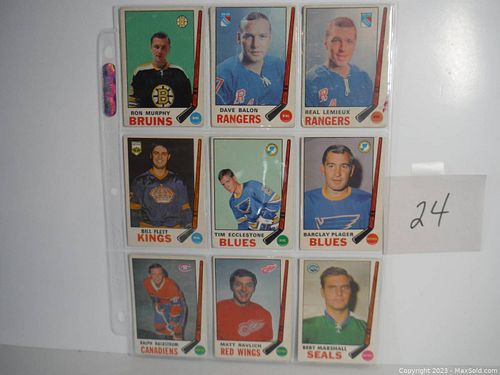 RON MURPHY
BRUINS
DAVE BALON
RANGERS
REAL LEMIEUX
RANGERS
BILL FLETT
KINGS
TIM ECCLESTONE
BLUES
BARCLAY PLAGER
BLUES
24
RALPH BACKSTROM
CANADIENS
MATT RAVLICH
RED WINGS
BERT MARSHALL
SEALS
Copyright 2023 - MaxSold.com